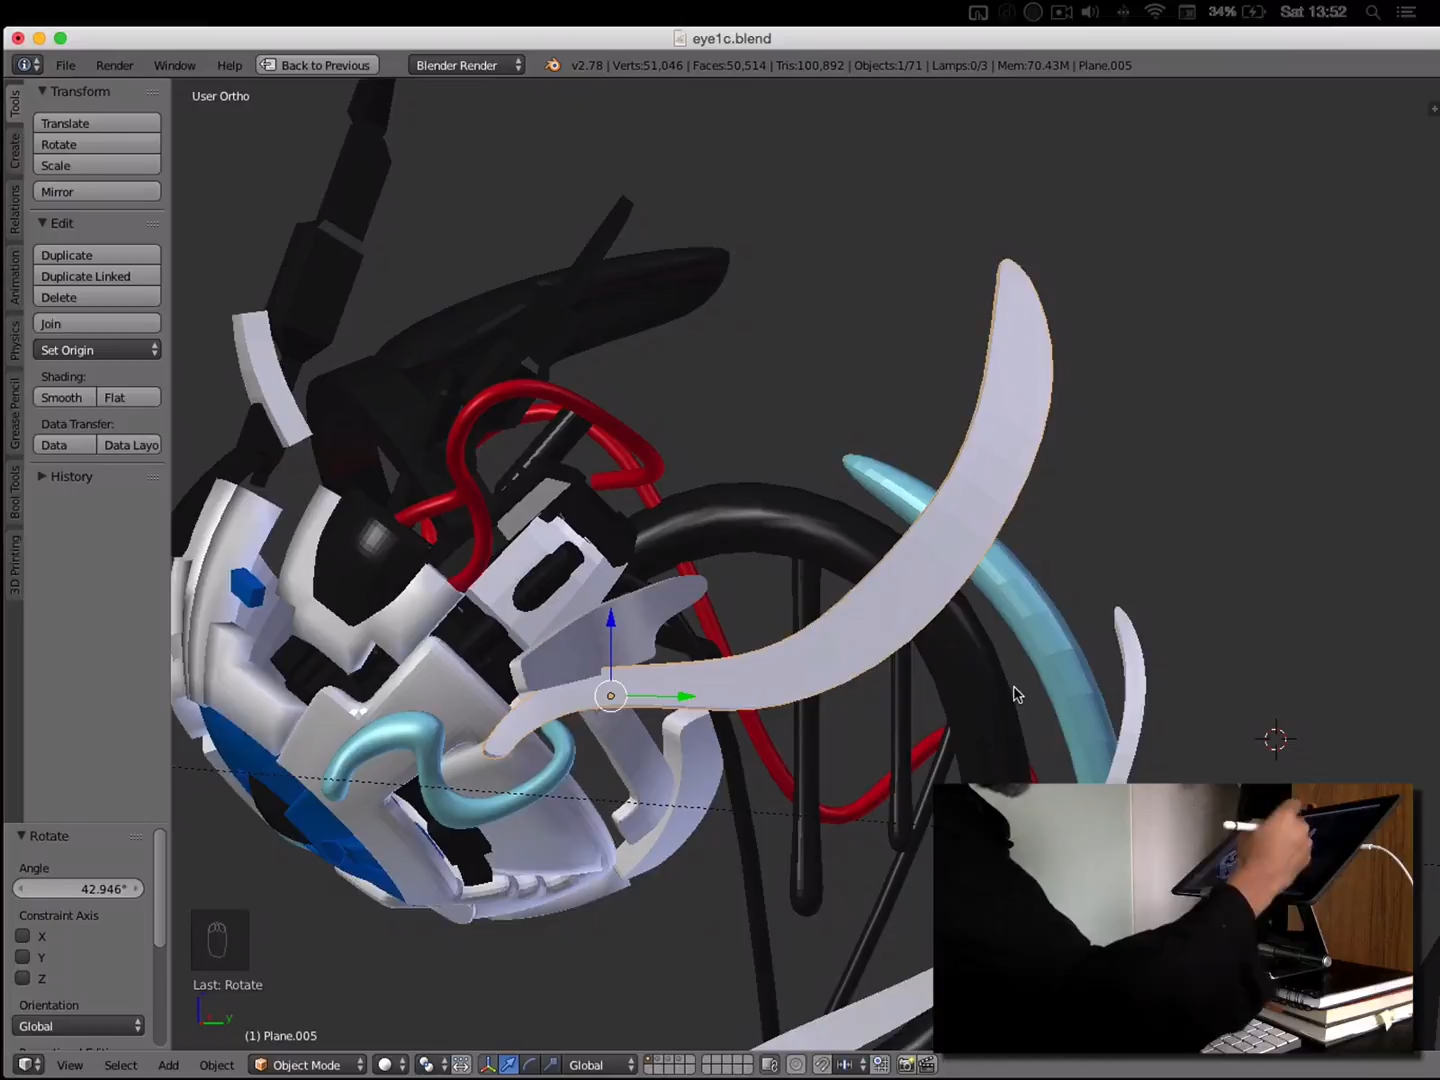 34%
Sat 13:52
eye1c.blend
File
Render
Window
Help
Back to Previous
Blender Render
v2.78 | Verts:51,046 | Faces:50,514 | Tris:100,892 | Objects:1/71 | Lamps:0/3 | Mem:70.43M | Plane.005
User Ortho
Tools
Create
Relations
Animation
Physics
Grease Pencil
Bool Tools
3D Printing
Transform
Translate
Rotate
Scale
Mirror
Edit
Duplicate
Duplicate Linked
Delete
Join
Set Origin
Shading:
Smooth Flat
Data Transfer:
Data Data Layo
History
Rotate
Angle
42.946°
Constraint Axis
X
Y
Z
Orientation
Global
Last: Rotate
y
(1) Plane.005
View
Select
Add
Object
Object Mode
Global